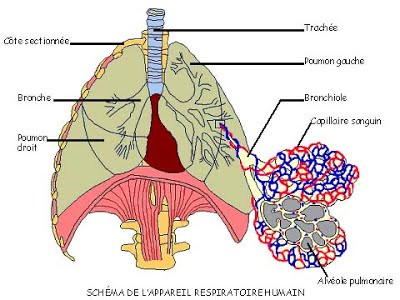 Trachée
Côte sectionnée
Poumon gauche
Bronche
Bronchiole
Capillaire sanguin
Poumon
droit
Alvéole pulmonaire
SCHÉMA DE L'APPAREIL RESPIRATOIRE HUMAIN